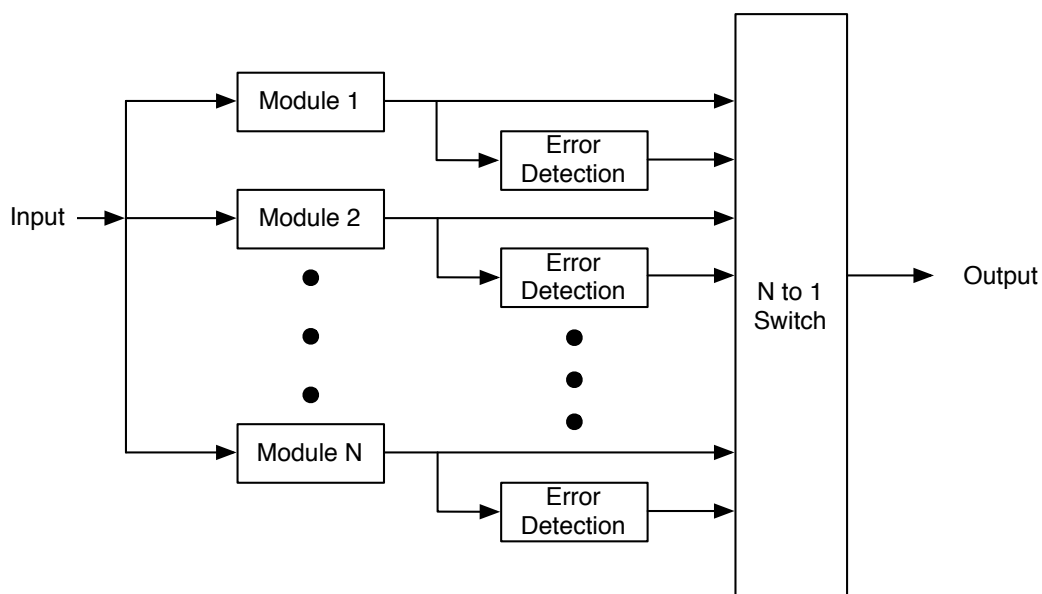 Module 1
Error
Detection
Input
Module 2
Error
Detection
N to 1
Switch
Output
Module N
Error
Detection